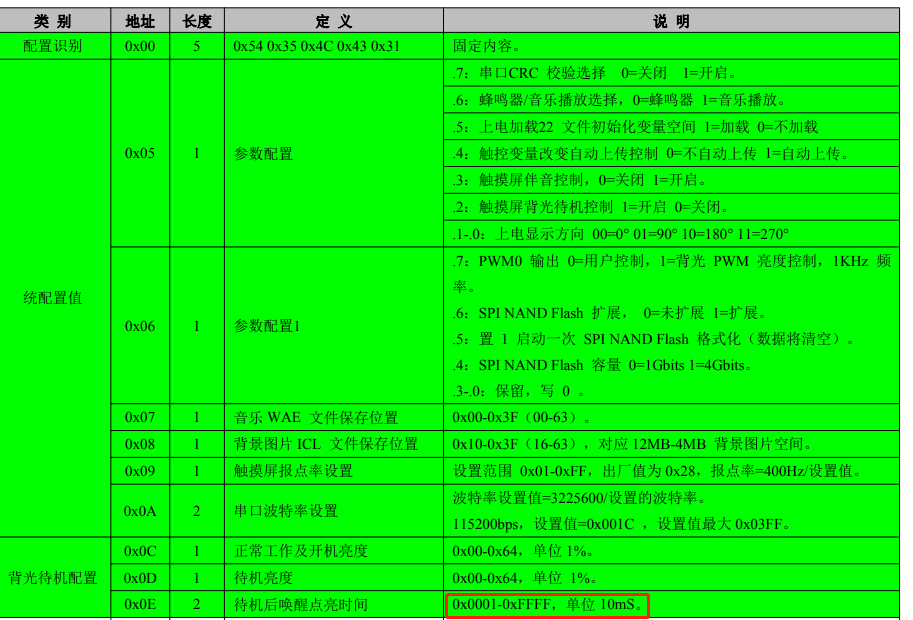 类 别 地址 长度 定 义 说 明
配置识别 0x00 5 0x54 0x35 0x4C 0x43 0x31 固定内容。
统配置值
0x05 1 参数配置
.7：串口CRC 校验选择 0=关闭 1=开启。
.6：蜂鸣器/音乐播放选择，0=蜂鸣器 1=音乐播放。
.5：上电加载22 文件初始化变量空间 1=加载 0=不加载
.4：触控变量改变自动上传控制 0=不自动上传 1=自动上传。
.3：触摸屏伴音控制，0=关闭 1=开启。
.2：触摸屏背光待机控制 1=开启 0=关闭。
.1-.0：上电显示方向 00=0° 01=90° 10=180° 11=270°
0x06 1 参数配置1
.7：PWM0 输出 0=用户控制，1=背光 PWM 亮度控制，1KHz 频
率。
.6：SPI NAND Flash 扩展， 0=未扩展 1=扩展。
.5：置 1 启动一次 SPI NAND Flash 格式化（数据将清空）。
.4：SPI NAND Flash 容量 0=1Gbits 1=4Gbits。
.3-.0：保留，写 0 。
0x07 1 音乐 WAE 文件保存位置 0x00-0x3F（00-63）。
0x08 1 背景图片 ICL 文件保存位置 0x10-0x3F（16-63），对应 12MB-4MB 背景图片空间。
0x09 1 触摸屏报点率设置 设置范围 0x01-0xFF，出厂值为 0x28，报点率=400Hz/设置值。
0x0A 2 串口波特率设置
波特率设置值=3225600/设置的波特率。
115200bps，设置值=0x001C ，设置值最大 0x03FF。
背光待机配置
0x0C 1 正常工作及开机亮度 0x00-0x64，单位 1%。
0x0D 1 待机亮度 0x00-0x64，单位 1%。
0x0E 2 待机后唤醒点亮时间 0x0001-0xFFFF，单位 10mS。